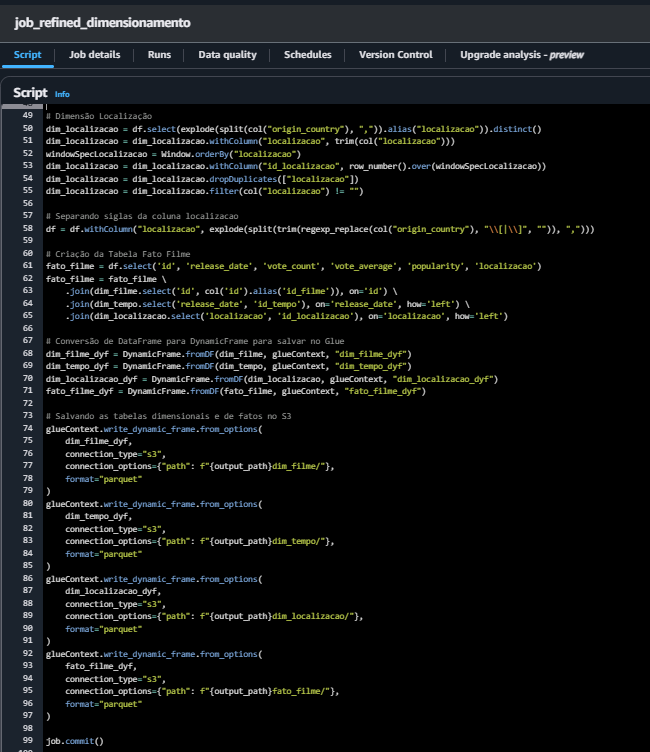 job_refined_dimensionamento
Script Job details Runs Data quality Schedules Version Control Upgrade analysis - preview
Script Info
49 # Dimensão Localização
50 dim_localizacao = df.select(explode(split(col("origin_country"), ",")).alias("localizacao")).distinct()
51 dim_localizacao = dim_localizacao.withColumn("localizacao", trim(col("localizacao")))
52 windowSpecLocalizacao = Window.orderBy("localizacao")
53 dim_localizacao = dim_localizacao.withColumn("id_localizacao", row_number().over(windowSpecLocalizacao))
54 dim_localizacao = dim_localizacao.dropDuplicates(["localizacao"])
55 dim_localizacao = dim_localizacao.filter(col("localizacao") != "")
56
57 # Separando siglas da coluna localizacao
58 df = df.withColumn("localizacao", explode(split(trim(regexp_replace(col("origin_country"), "\\[|\\]", "")), ",")))
59
60 # Criação da Tabela Fato Filme
61 fato_filme = df.select('id', 'release_date', 'vote_count', 'vote_average', 'popularity', 'localizacao')
62 fato_filme = fato_filme \
63 .join(dim_filme.select('id', col('id').alias('id_filme')), on='id') \
64 .join(dim_tempo.select('release_date', 'id_tempo'), on='release_date', how='left') \
65 .join(dim_localizacao.select('localizacao', 'id_localizacao'), on='localizacao', how='left')
66
67 # Conversão de DataFrame para DynamicFrame para salvar no Glue
68 dim_filme_dyf = DynamicFrame.fromDF(dim_filme, glueContext, "dim_filme_dyf")
69 dim_tempo_dyf = DynamicFrame.fromDF(dim_tempo, glueContext, "dim_tempo_dyf")
70 dim_localizacao_dyf = DynamicFrame.fromDF(dim_localizacao, glueContext, "dim_localizacao_dyf")
71 fato_filme_dyf = DynamicFrame.fromDF(fato_filme, glueContext, "fato_filme_dyf")
72
73 # Salvando as tabelas dimensionais e de fatos no S3
74 glueContext.write_dynamic_frame.from_options(
75 dim_filme_dyf,
76 connection_type="s3",
77 connection_options={"path": f"{output_path}dim_filme/"},
78 format="parquet"
79 )
80 glueContext.write_dynamic_frame.from_options(
81 dim_tempo_dyf,
82 connection_type="s3",
83 connection_options={"path": f"{output_path}dim_tempo/"},
84 format="parquet"
85 )
86 glueContext.write_dynamic_frame.from_options(
87 dim_localizacao_dyf,
88 connection_type="s3",
89 connection_options={"path": f"{output_path}dim_localizacao/"},
90 format="parquet"
91 )
92 glueContext.write_dynamic_frame.from_options(
93 fato_filme_dyf,
94 connection_type="s3",
95 connection_options={"path": f"{output_path}fato_filme/"},
96 format="parquet"
97 )
98
99 job.commit()